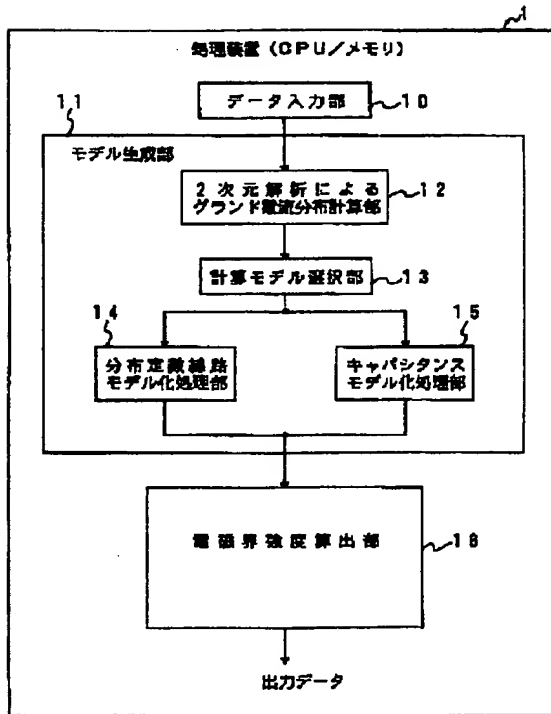 1
処理装置(CPU/メモリ)
11
データ入力部
10
モデル生成部
2次元解析による
グランド電流分布計算部
12
計算モデル選択部
13
14
分布定数線路
モデル化処理部
15
キャパシタンス
モデル化処理部
電磁界強度算出部
16
出力データ